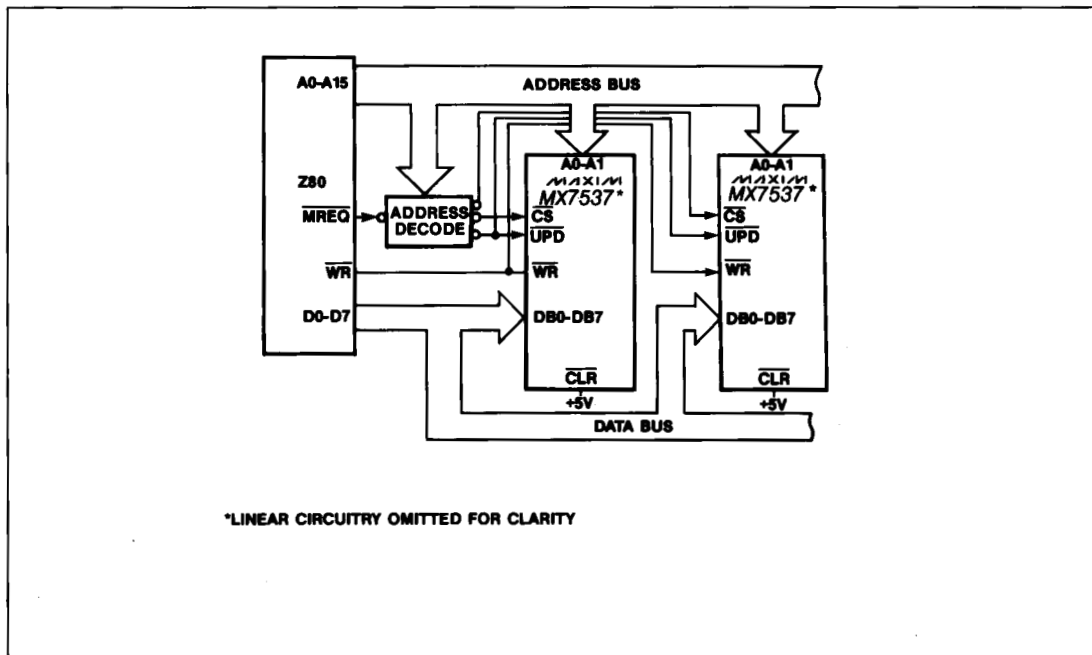 A0-A15
ADDRESS BUS
Z80
MREQ
WR
D0-D7
ADDRESS
DECODE
A0-A1
MAXIM
MX7537*
CS
UPD
WR
DB0-DB7
CLR
+5V
A0-A1
MAXIM
MX7537*
CS
UPD
WR
DB0-DB7
CLR
+5V
DATA BUS
*LINEAR CIRCUITRY OMITTED FOR CLARITY